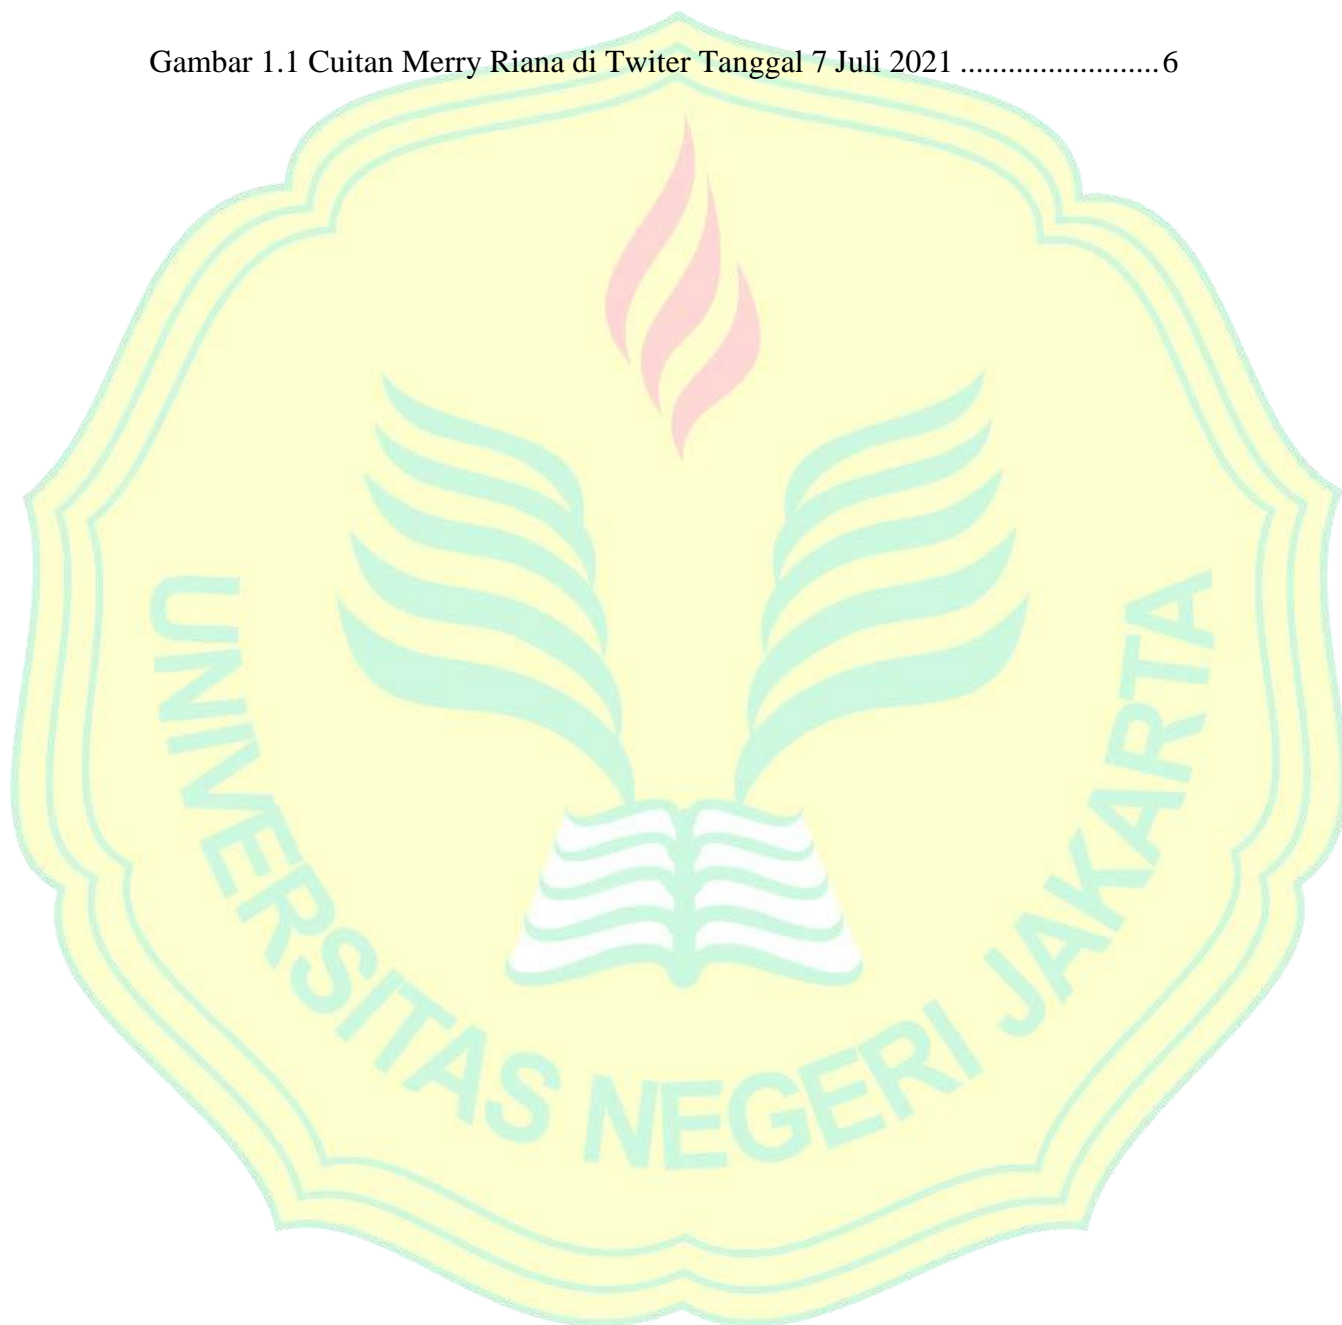 Gambar 1.1 Cuitan Merry Riana di Twiter Tanggal 7 Juli 2021 ......................... 6
UNIVERSITAS NEGERI JAKARTA